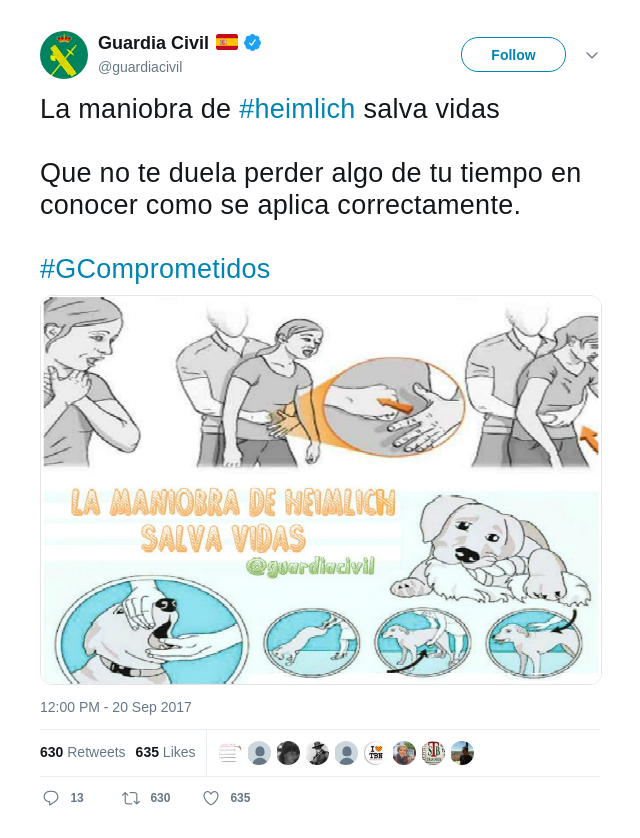 Guardia Civil
@guardiacivil
Follow
La maniobra de #heimlich salva vidas
Que no te duela perder algo de tu tiempo en
conocer como se aplica correctamente.
#GComprometidos
LA MANIOBRA DE HEIMLICH
SALVA VIDAS
@guardiacivil
12:00 PM - 20 Sep 2017
630 Retweets 635 Likes
I
TBN
13 630 635